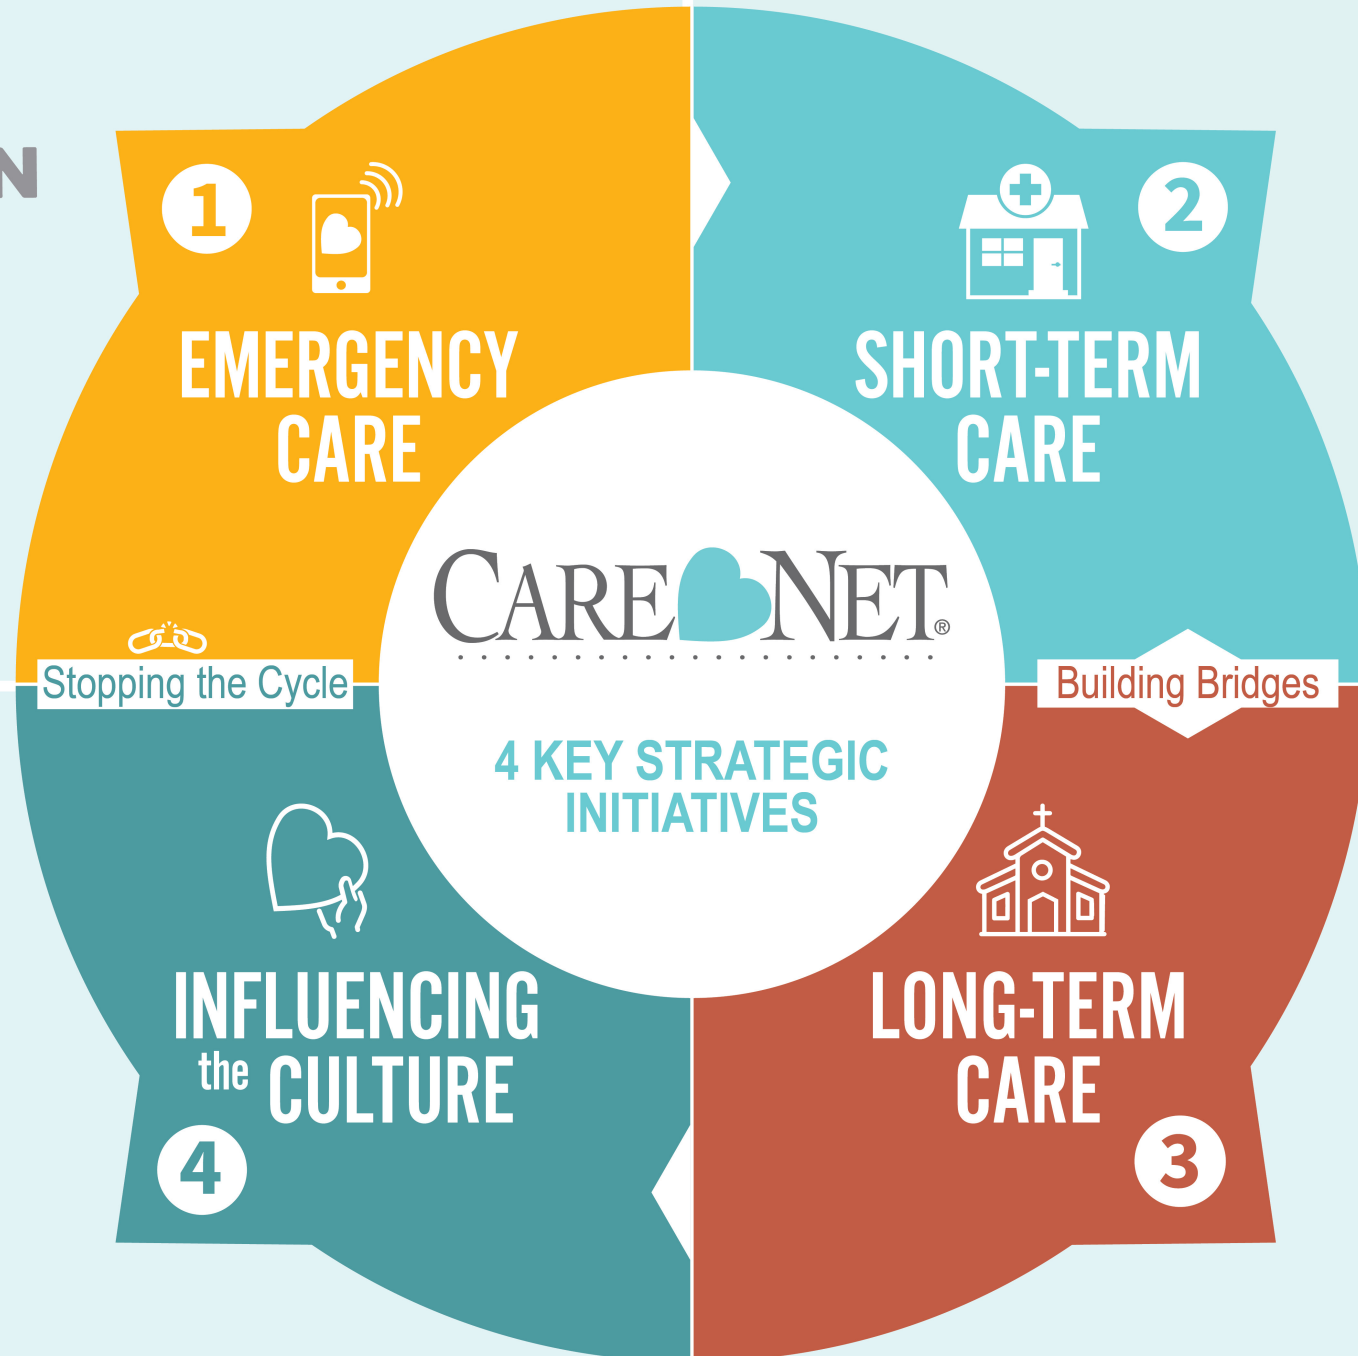 N
1
EMERGENCY
CARE
2
SHORT-TERM
CARE
CARE NET®
4 KEY STRATEGIC
INITIATIVES
Stopping the Cycle
Building Bridges
INFLUENCING
the CULTURE
4
LONG-TERM
CARE
3